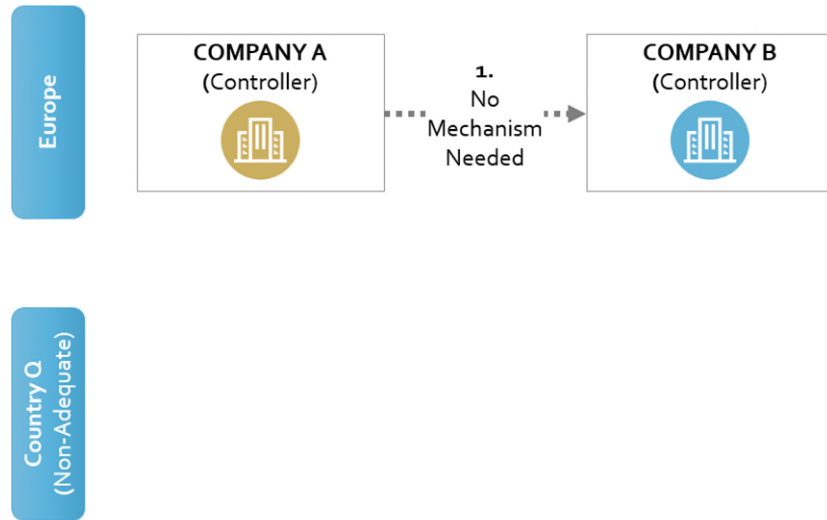 Europe
COMPANY A
(Controller)
1.
No
Mechanism
Needed
COMPANY B
(Controller)
Country Q
(Non-Adequate)